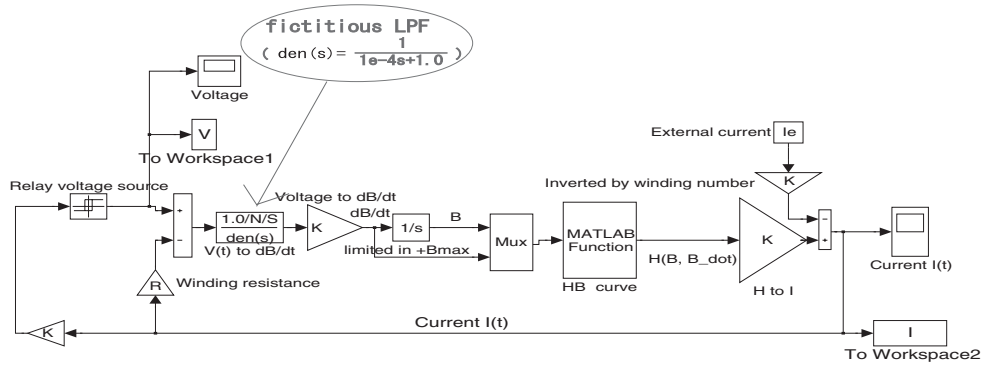 fictitious LPF
( den(s)= 1 )
1e-4s+1.0
Voltage
V
To Workspace1
External current
Ie
Relay voltage source
Voltage to dB/dt
Inverted by winding number
K
+
-
1.0/N/S
den(s)
V(t) to dB/dt
K
dB/dt
1/s
B
limited in +Bmax
Mux
MATLAB
Function
HB curve
H(B, B_dot)
K
H to I
-
+
Current I(t)
R
Winding resistance
K
Current I(t)
I
To Workspace2